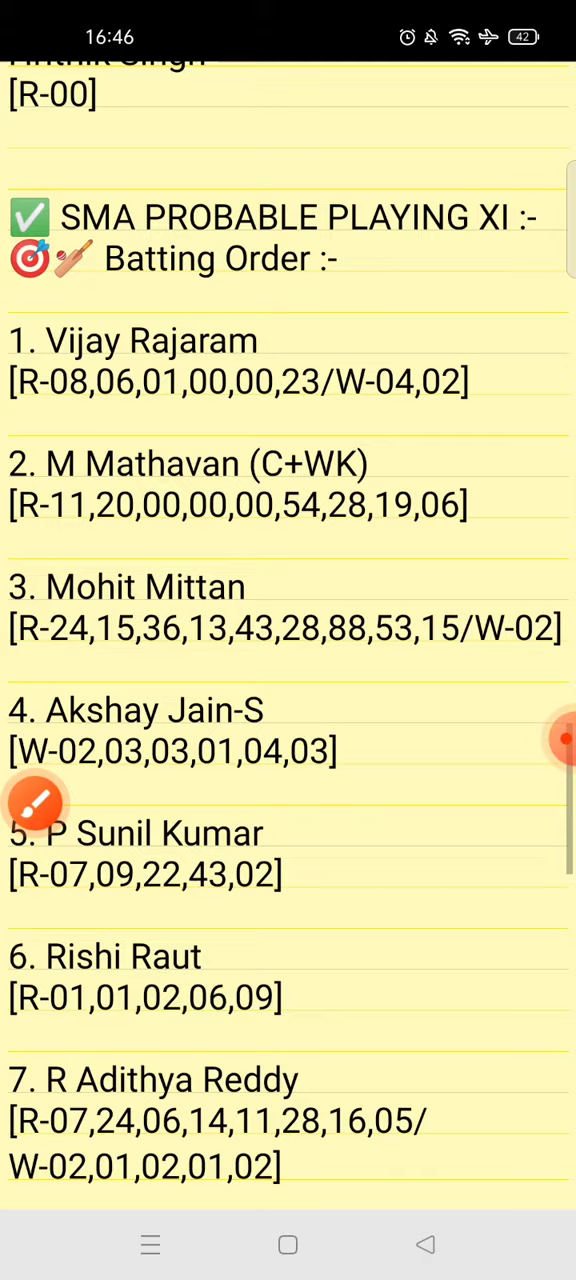 16:46
42
Singh
[R-00]
✅ SMA PROBABLE PLAYING XI :-
🎯🏏 Batting Order :-
1. Vijay Rajaram
[R-08,06,01,00,00,23/W-04,02]
2. M Mathavan (C+WK)
[R-11,20,00,00,00,54,28,19,06]
3. Mohit Mittan
[R-24,15,36,13,43,28,88,53,15/W-02]
4. Akshay Jain-S
[W-02,03,03,01,04,03]
5. P Sunil Kumar
[R-07,09,22,43,02]
6. Rishi Raut
[R-01,01,02,06,09]
7. R Adithya Reddy
[R-07,24,06,14,11,28,16,05/
W-02,01,02,01,02]